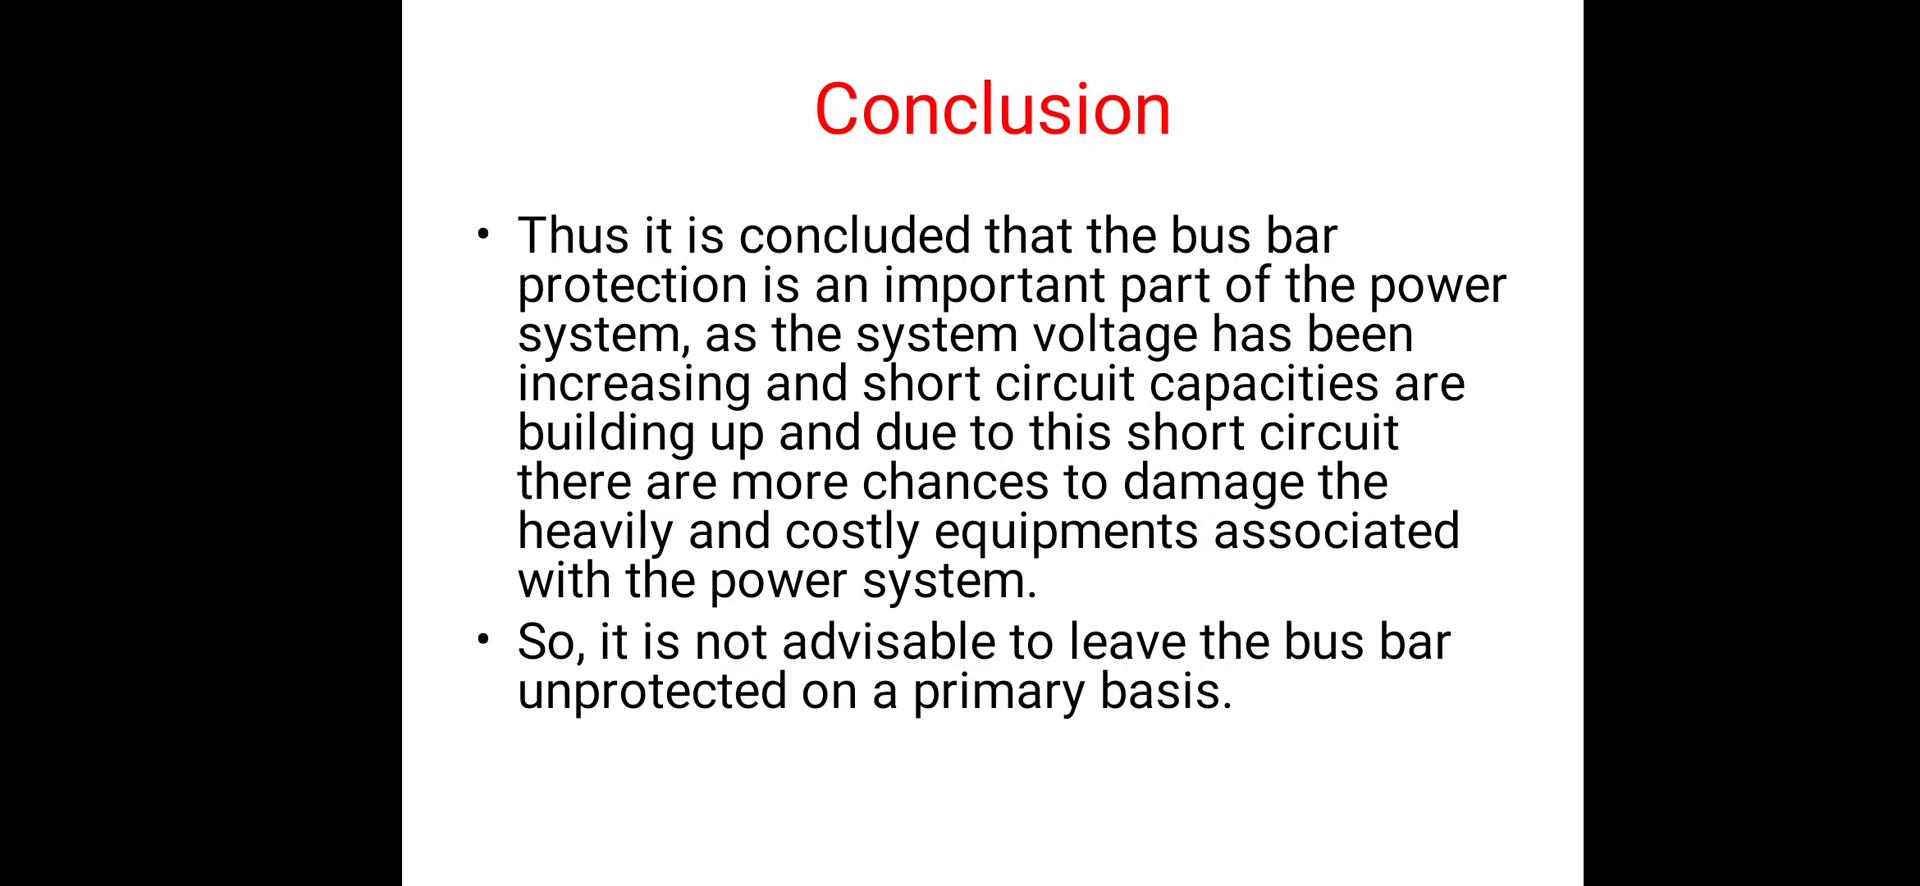 Conclusion
• Thus it is concluded that the bus bar
protection is an important part of the power
system, as the system voltage has been
increasing and short circuit capacities are
building up and due to this short circuit
there are more chances to damage the
heavily and costly equipments associated
with the power system.
• So, it is not advisable to leave the bus bar
unprotected on a primary basis.